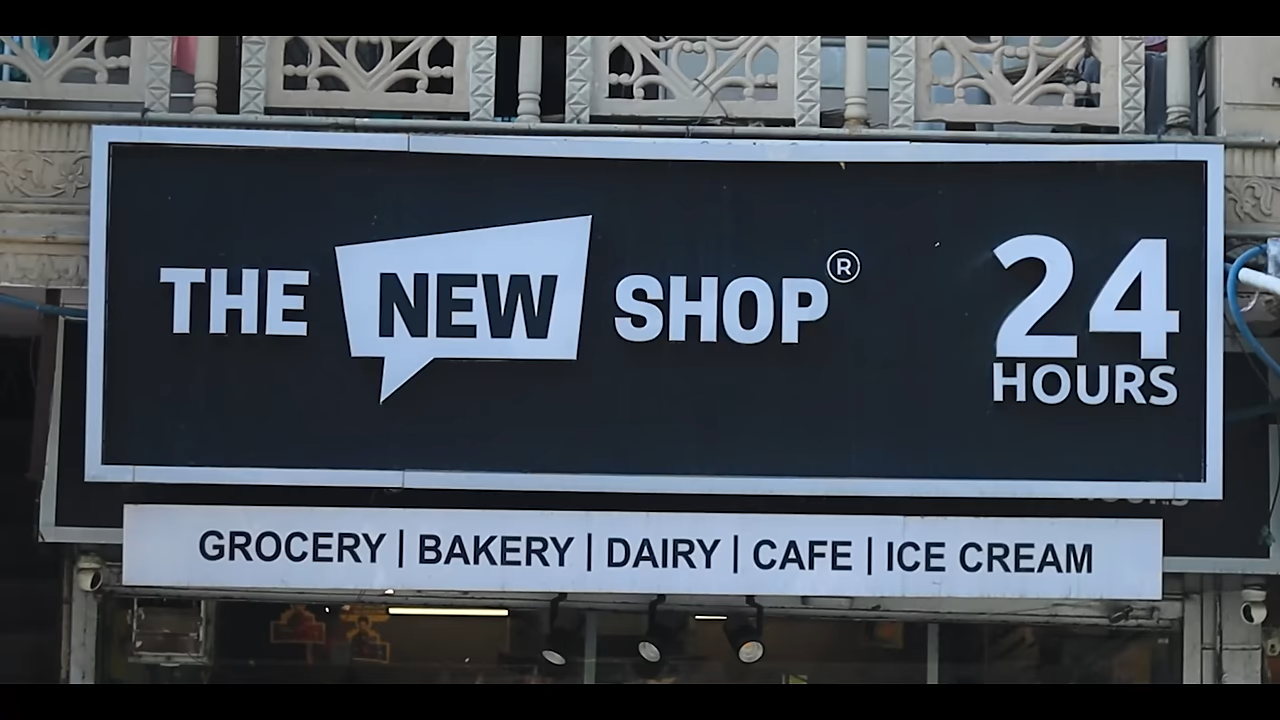 THE NEW SHOP®
24
HOURS
GROCERY | BAKERY | DAIRY | CAFE | ICE CREAM